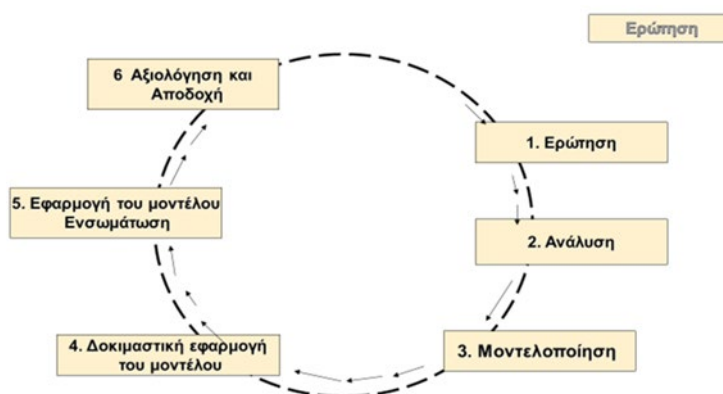 Ερώτηση
6 Αξιολόγηση και
Αποδοχή
1. Ερώτηση
5. Εφαρμογή του μοντέλου
Ενσωμάτωση
2. Ανάλυση
4. Δοκιμαστική εφαρμογή
του μοντέλου
3. Μοντελοποίηση